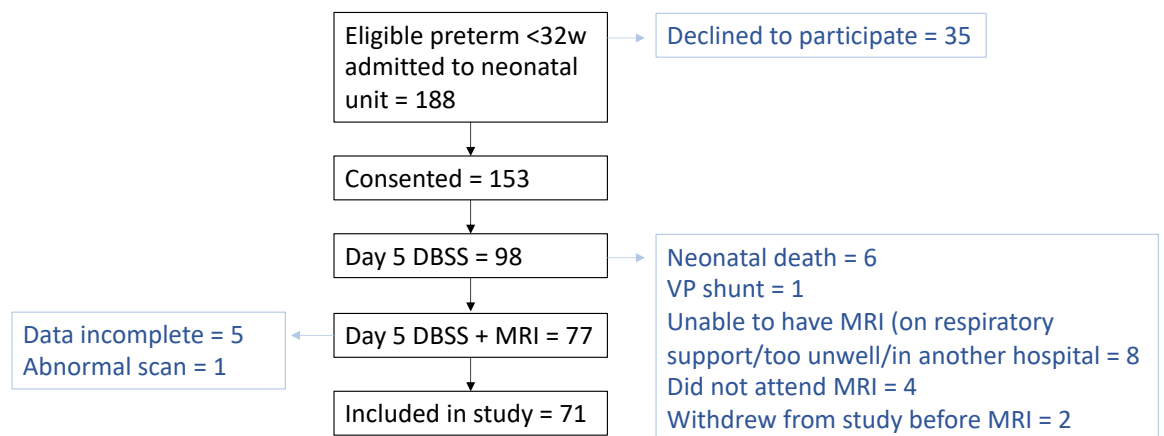 Eligible preterm <32w
admitted to neonatal
unit = 188
Declined to participate = 35
Consented = 153
Day 5 DBSS = 98
Neonatal death = 6
VP shunt = 1
Unable to have MRI (on respiratory
support/too unwell/in another hospital = 8
Did not attend MRI = 4
Withdrew from study before MRI = 2
Data incomplete = 5
Abnormal scan = 1
Day 5 DBSS + MRI = 77
Included in study = 71